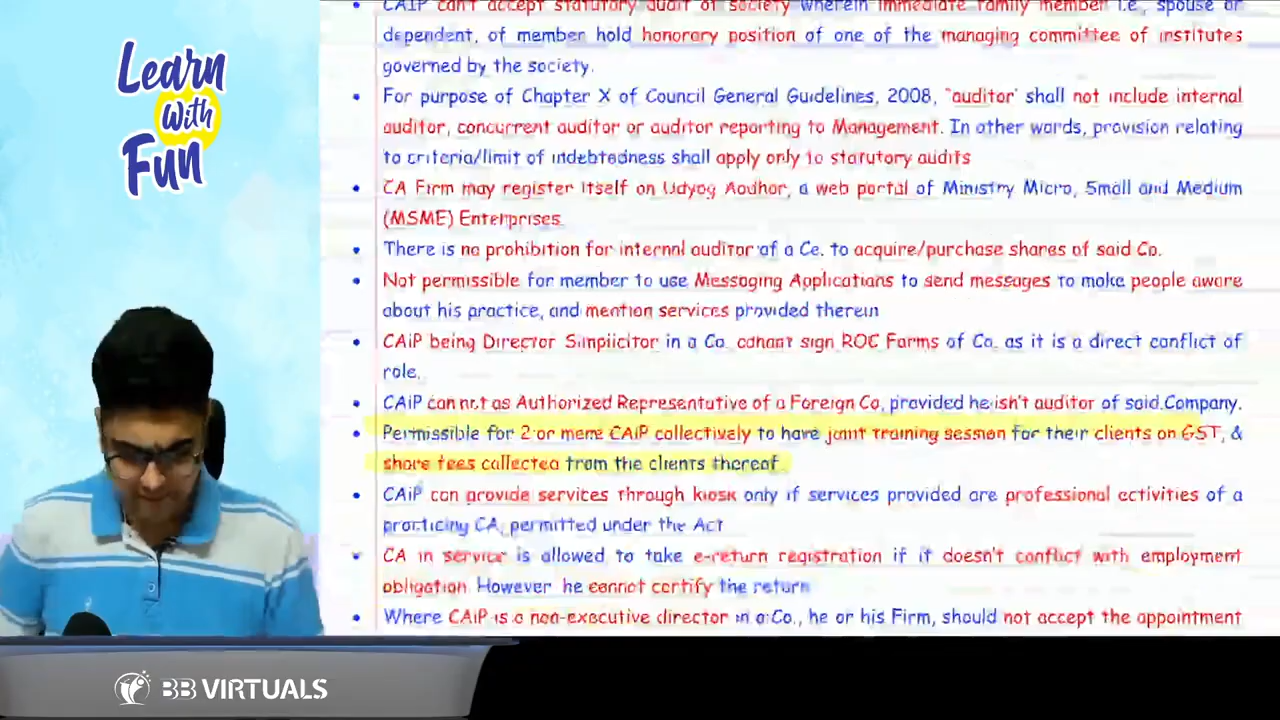 Learn
With
Fun
CAiP can't accept statutory audit of society wherein immediate family member i.e., spouse or
dependent, of member hold honorary position of one of the managing committee of institutes
governed by the society.
For purpose of Chapter X of Council General Guidelines, 2008, "auditor' shall not include internal
auditor, concurrent auditor or auditor reporting to Management. In other words, provision relating
to criteria/limit of indebtedness shall apply only to statutory audits
CA Firm may register itself on Udyog Aadhar, a web portal of Ministry Micro, Small and Medium
(MSME) Enterprises.
There is no prohibition for internal auditor of a Co. to acquire/purchase shares of said Co.
Not permissible for member to use Messaging Applications to send messages to make people aware
about his practice, and mention services provided therein
CAiP being Director Simplicitor in a Co. cannot sign ROC Forms of Co. as it is a direct conflict of
role.
CAiP can act as Authorized Representative of a Foreign Co, provided he isn't auditor of said Company.
Permissible for 2 or more CAiP collectively to have joint training session for their clients on GST, &
share fees collected from the clients thereof.
CAiP can provide services through kiosk only if services provided are professional activities of a
practicing CA, permitted under the Act
CA in service is allowed to take e-return registration if it doesn't conflict with employment
obligation. However he cannot certify the return
Where CAiP is a non-executive director in a Co., he or his Firm, should not accept the appointment
BB VIRTUALS